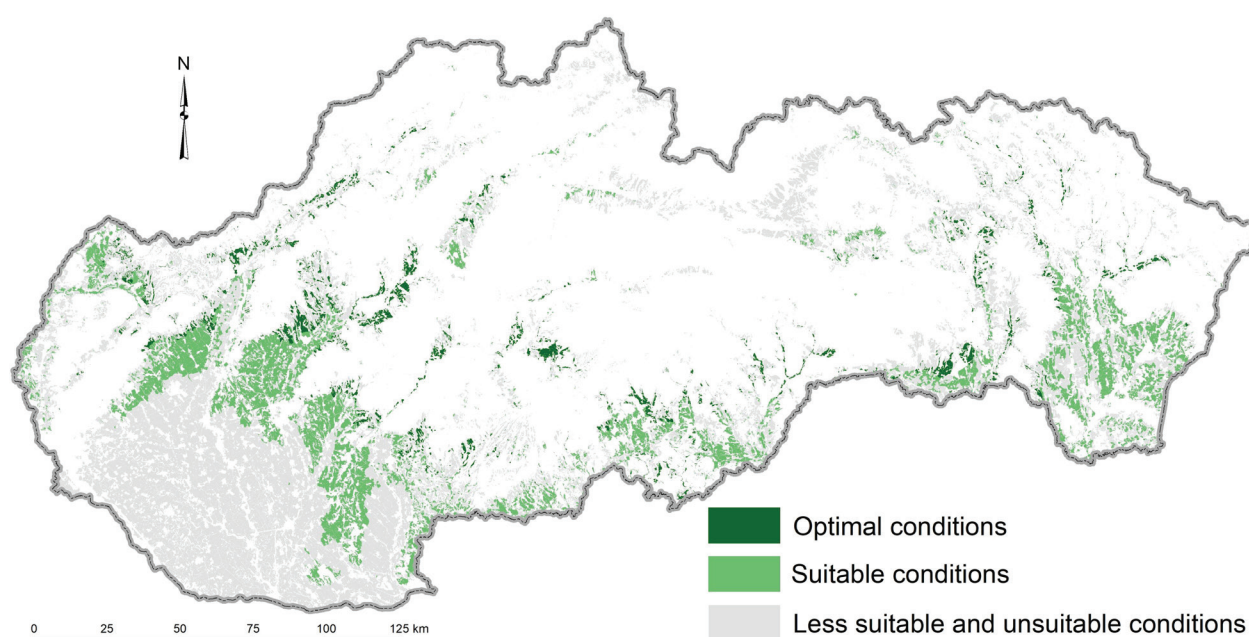 N
Optimal conditions
Suitable conditions
Less suitable and unsuitable conditions
0 25 50 75 100 125 km